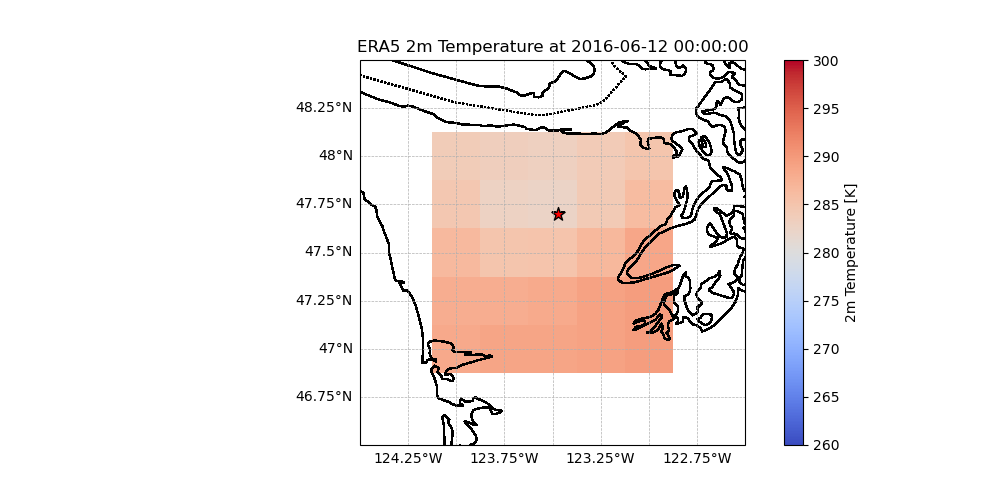 ERA5 2m Temperature at 2016-06-12 00:00:00
48.25°N
48°N
47.75°N
47.5°N
47.25°N
47°N
46.75°N
124.25°W 123.75°W 123.25°W 122.75°W
300
295
290
285
280
275
270
265
260
2m Temperature [K]